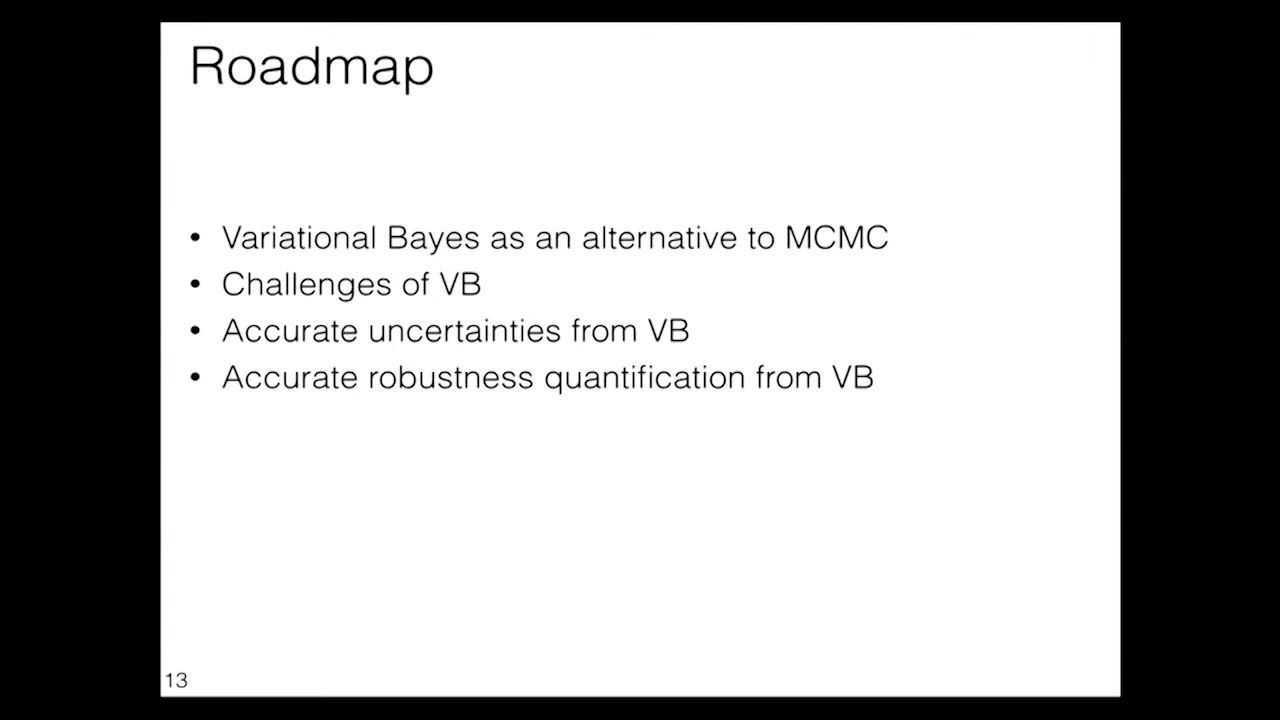 Roadmap
• Variational Bayes as an alternative to MCMC
• Challenges of VB
• Accurate uncertainties from VB
• Accurate robustness quantification from VB
13